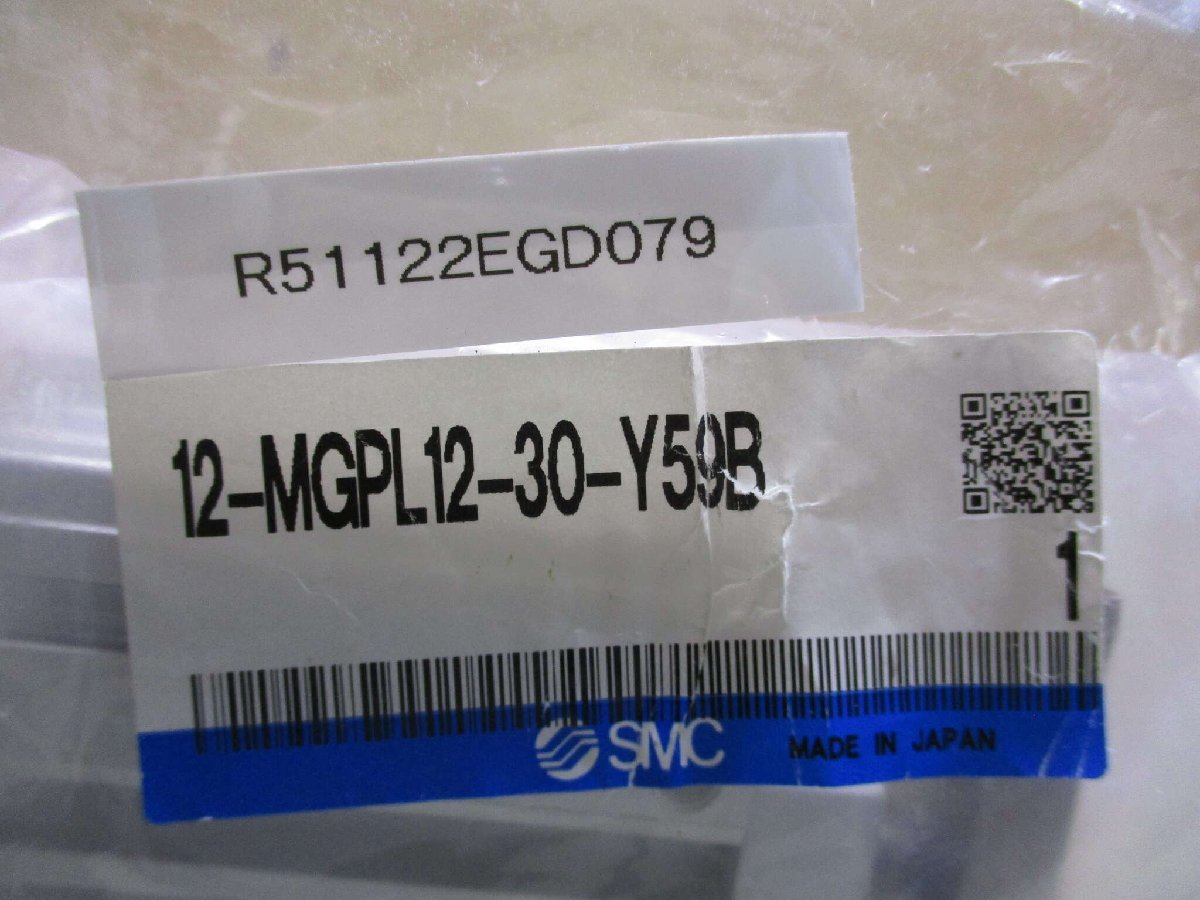 R51122EGD079
12-MGPL12-30-Y59B
1
SMC MADE IN JAPAN